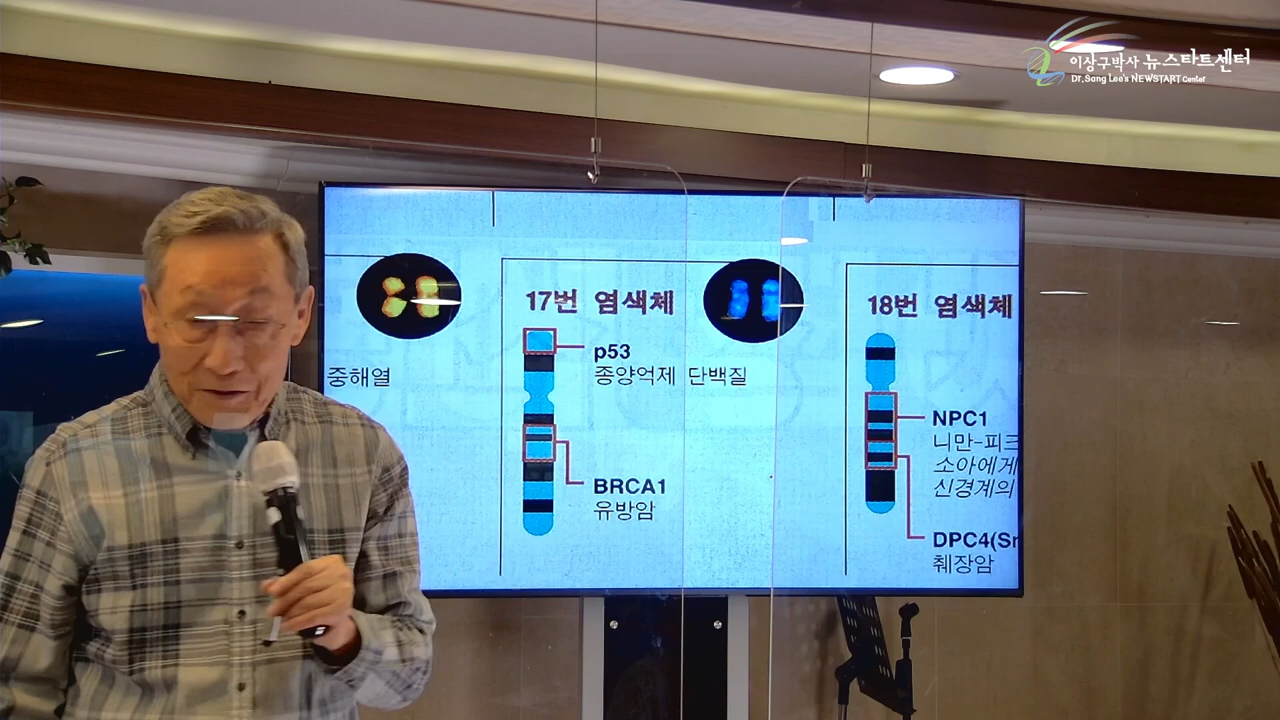 이상구박사 뉴스타트센터
Dr. Sang Lee's NEWSTART Center
17번 염색체
p53
종양억제 단백질
BRCA1
유방암
중해열
18번 염색체
NPC1
니만-피크
소아에게
신경계의
DPC4(Sm
췌장암